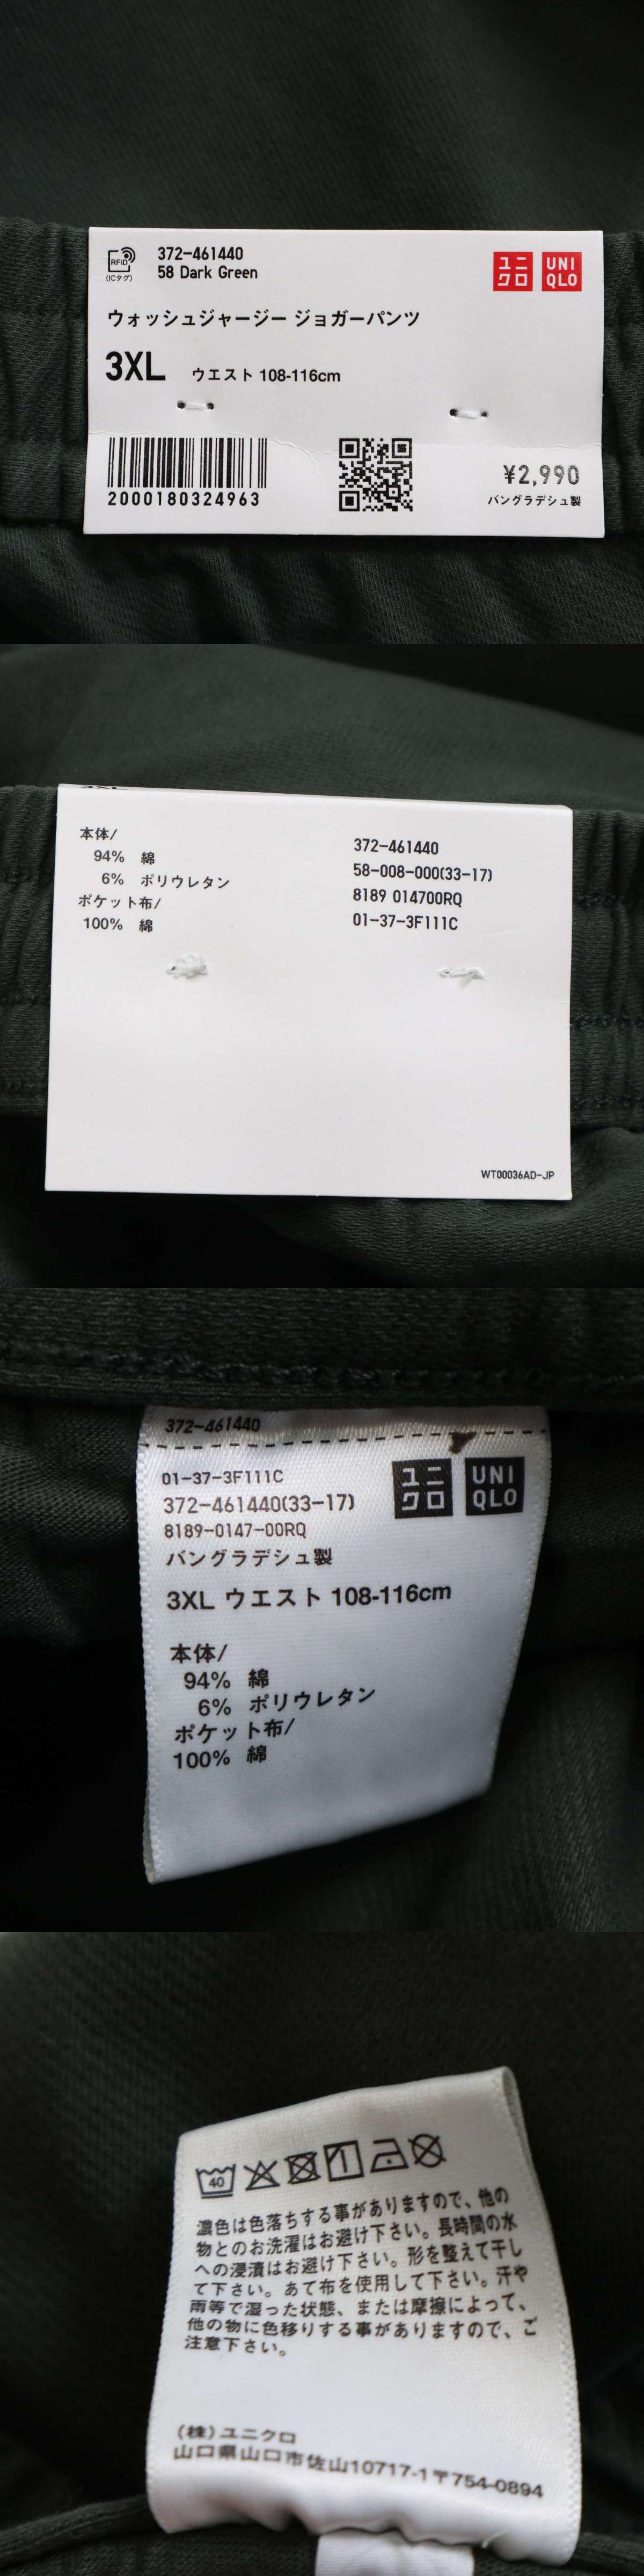 RFID
(ICタグ)
372-461440
58 Dark Green
ユニクロ
UNIQLO
ウォッシュジャージー ジョガーパンツ
3XL ウエスト 108-116cm
2000180324963
¥2,990
バングラデシュ製
本体/
94% 綿
6% ポリウレタン
ポケット布/
100% 綿
372-461440
58-008-000(33-17)
8189 014700RQ
01-37-3F111C
WT00036AD-JP
372-461440
01-37-3F111C
372-461440(33-17)
8189-0147-00RQ
バングラデシュ製
ユニクロ
UNIQLO
3XL ウエスト 108-116cm
本体/
94% 綿
6% ポリウレタン
ポケット布/
100% 綿
40
濃色は色落ちする事がありますので、他の
物とのお洗濯はお避け下さい。長時間の水
への浸漬はお避け下さい。形を整えて干し
て下さい。あて布を使用して下さい。汗や
雨等で湿った状態、または摩擦によって、
他の物に色移りする事がありますので、ご
注意下さい。
(株)ユニクロ
山口県山口市佐山10717-1〒754-0894